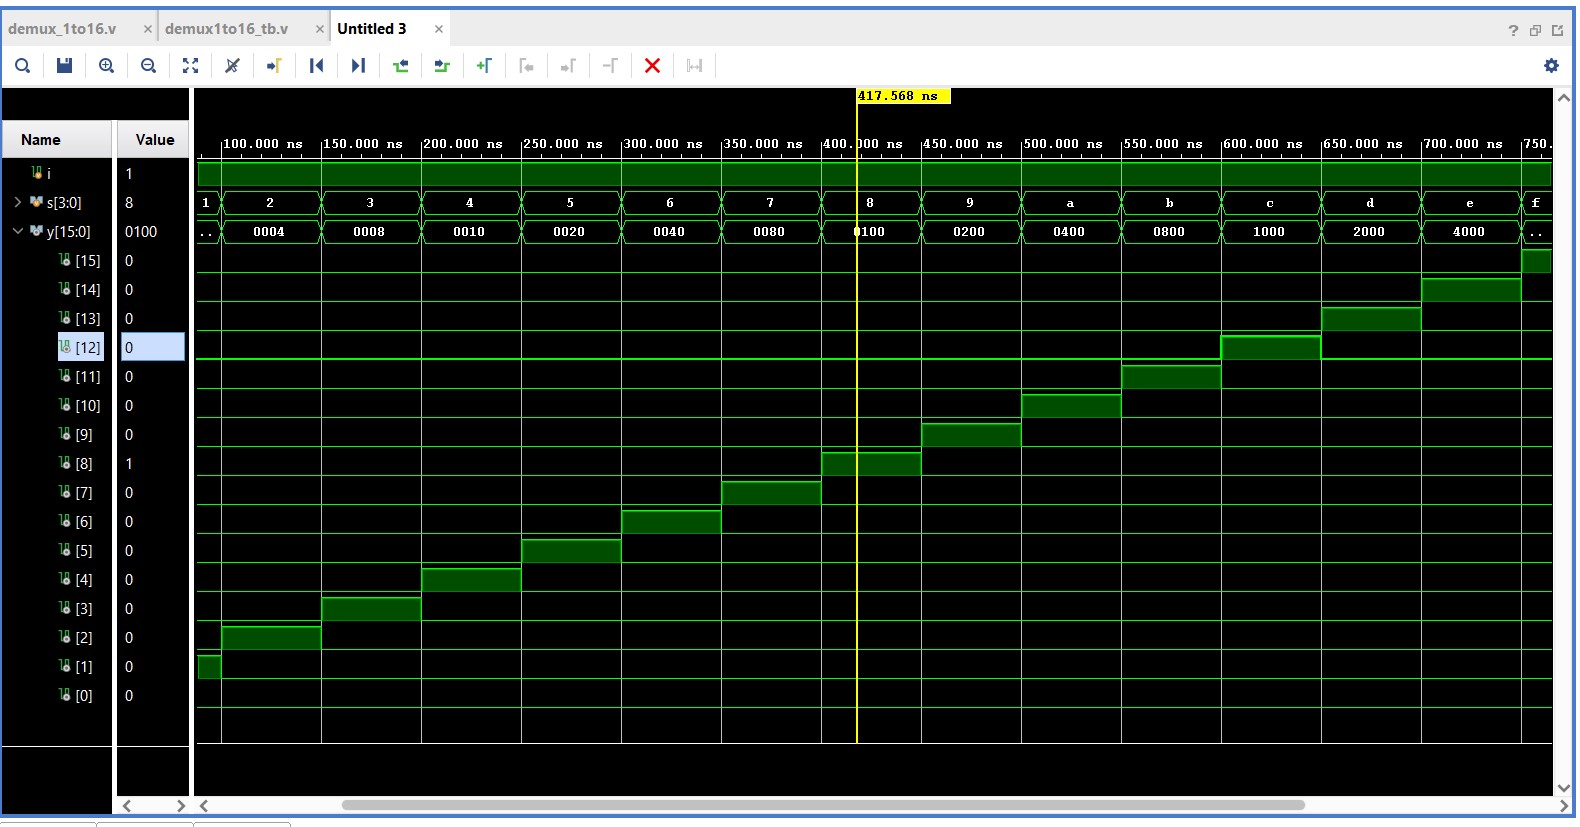 demux_1to16.v × demux1to16_tb.v × Untitled 3 × ?
417.568 ns
Name Value 100.000 ns 150.000 ns 200.000 ns 250.000 ns 300.000 ns 350.000 ns 400.000 ns 450.000 ns 500.000 ns 550.000 ns 600.000 ns 650.000 ns 700.000 ns 750.
i 1
s[3:0] 8 1 2 3 4 5 6 7 8 9 a b c d e f
y[15:0] 0100 .. 0004 0008 0010 0020 0040 0080 0100 0200 0400 0800 1000 2000 4000 ..
[15] 0
[14] 0
[13] 0
[12] 0
[11] 0
[10] 0
[9] 0
[8] 1
[7] 0
[6] 0
[5] 0
[4] 0
[3] 0
[2] 0
[1] 0
[0] 0